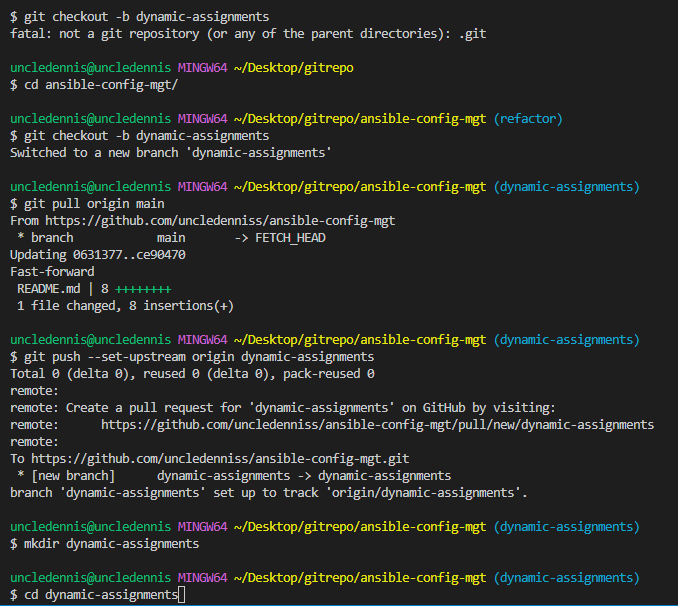 $ git checkout -b dynamic-assignments
fatal: not a git repository (or any of the parent directories): .git
uncledennis@uncledennis MINGW64 ~/Desktop/gitrepo
$ cd ansible-config-mgt/
uncledennis@uncledennis MINGW64 ~/Desktop/gitrepo/ansible-config-mgt (refactor)
$ git checkout -b dynamic-assignments
Switched to a new branch 'dynamic-assignments'
uncledennis@uncledennis MINGW64 ~/Desktop/gitrepo/ansible-config-mgt (dynamic-assignments)
$ git pull origin main
From https://github.com/uncledenniss/ansible-config-mgt
 * branch            main       -> FETCH_HEAD
Updating 0631377..ce90470
Fast-forward
 README.md | 8 ++++++++
 1 file changed, 8 insertions(+)
uncledennis@uncledennis MINGW64 ~/Desktop/gitrepo/ansible-config-mgt (dynamic-assignments)
$ git push --set-upstream origin dynamic-assignments
Total 0 (delta 0), reused 0 (delta 0), pack-reused 0
remote:
remote: Create a pull request for 'dynamic-assignments' on GitHub by visiting:
remote:      https://github.com/uncledenniss/ansible-config-mgt/pull/new/dynamic-assignments
remote:
To https://github.com/uncledenniss/ansible-config-mgt.git
 * [new branch]      dynamic-assignments -> dynamic-assignments
branch 'dynamic-assignments' set up to track 'origin/dynamic-assignments'.
uncledennis@uncledennis MINGW64 ~/Desktop/gitrepo/ansible-config-mgt (dynamic-assignments)
$ mkdir dynamic-assignments
uncledennis@uncledennis MINGW64 ~/Desktop/gitrepo/ansible-config-mgt (dynamic-assignments)
$ cd dynamic-assignments